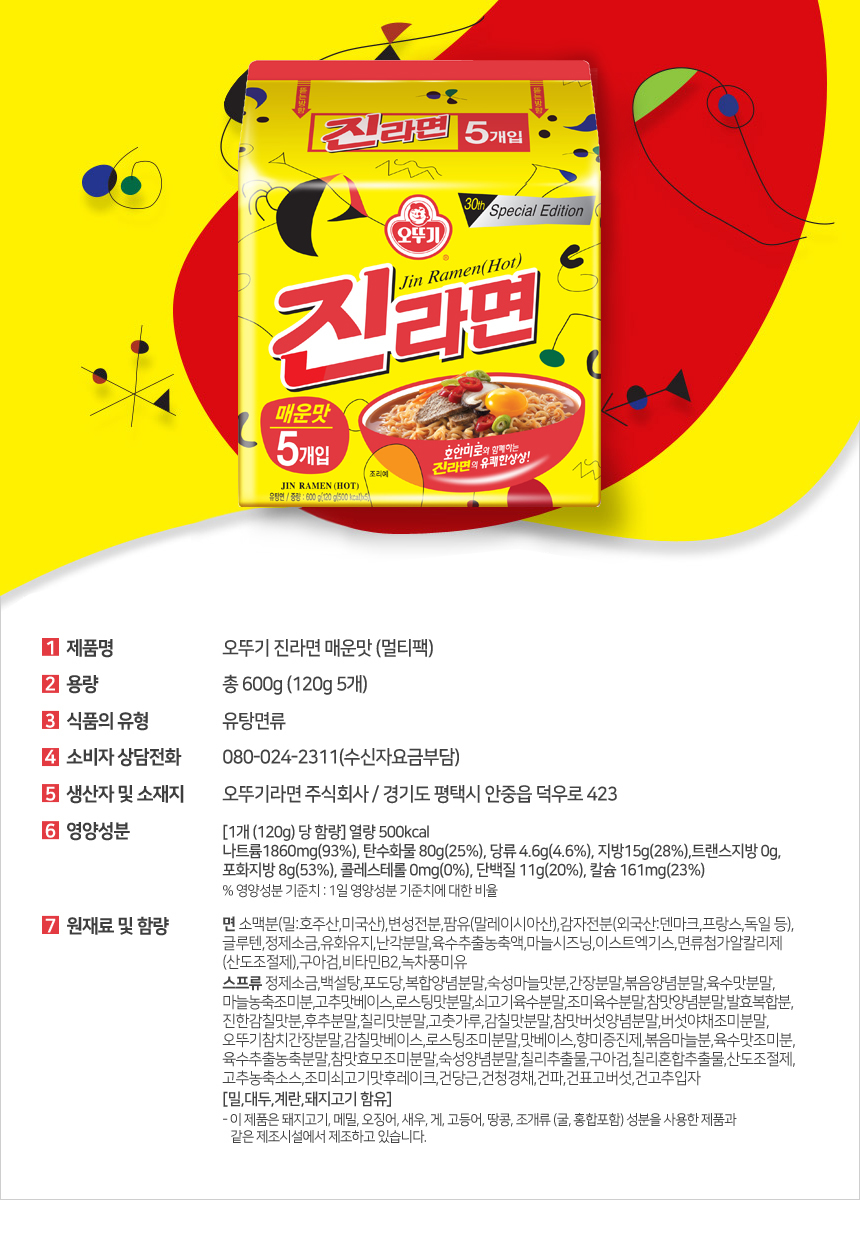 뜯는방향
뜯는방향
진라면 5개입
30th Special Edition
오뚜기
®
Jin Ramen(Hot)
진라면
매운맛
5개입
호안미로와 함께하는
진라면의 유쾌한상상!
조리예
JIN RAMEN (HOT)
유탕면 / 중량 : 600 g(120 g(500 kcal)x5)
1 제품명 오뚜기 진라면 매운맛 (멀티팩)
2 용량 총 600g (120g 5개)
3 식품의 유형 유탕면류
4 소비자 상담전화 080-024-2311(수신자요금부담)
5 생산자 및 소재지 오뚜기라면 주식회사 / 경기도 평택시 안중읍 덕우로 423
6 영양성분 [1개 (120g) 당 함량] 열량 500kcal
나트륨1860mg(93%), 탄수화물 80g(25%), 당류 4.6g(4.6%), 지방15g(28%),트랜스지방 0g,
포화지방 8g(53%), 콜레스테롤 0mg(0%), 단백질 11g(20%), 칼슘 161mg(23%)
% 영양성분 기준치 : 1일 영양성분 기준치에 대한 비율
7 원재료 및 함량 면 소맥분(밀:호주산,미국산),변성전분,팜유(말레이시아산),감자전분(외국산:덴마크,프랑스,독일 등),
글루텐,정제소금,유화유지,난각분말,육수추출농축액,마늘시즈닝,이스트엑기스,면류첨가알칼리제
(산도조절제),구아검,비타민B2,녹차풍미유
스프류 정제소금,백설탕,포도당,복합양념분말,숙성마늘맛분,간장분말,볶음양념분말,육수맛분말,
마늘농축조미분,고추맛베이스,로스팅맛분말,쇠고기육수분말,조미육수분말,참맛양념분말,발효복합분,
진한감칠맛분,후추분말,칠리맛분말,고춧가루,감칠맛분말,참맛버섯양념분말,버섯야채조미분말,
오뚜기참치간장분말,감칠맛베이스,로스팅조미분말,맛베이스,향미증진제,볶음마늘분,육수맛조미분,
육수추출농축분말,참맛효모조미분말,숙성양념분말,칠리추출물,구아검,칠리혼합추출물,산도조절제,
고추농축소스,조미쇠고기맛후레이크,건당근,건청경채,건파,건표고버섯,건고추입자
[밀,대두,계란,돼지고기 함유]
- 이 제품은 돼지고기, 메밀, 오징어, 새우, 게, 고등어, 땅콩, 조개류 (굴, 홍합포함) 성분을 사용한 제품과
같은 제조시설에서 제조하고 있습니다.